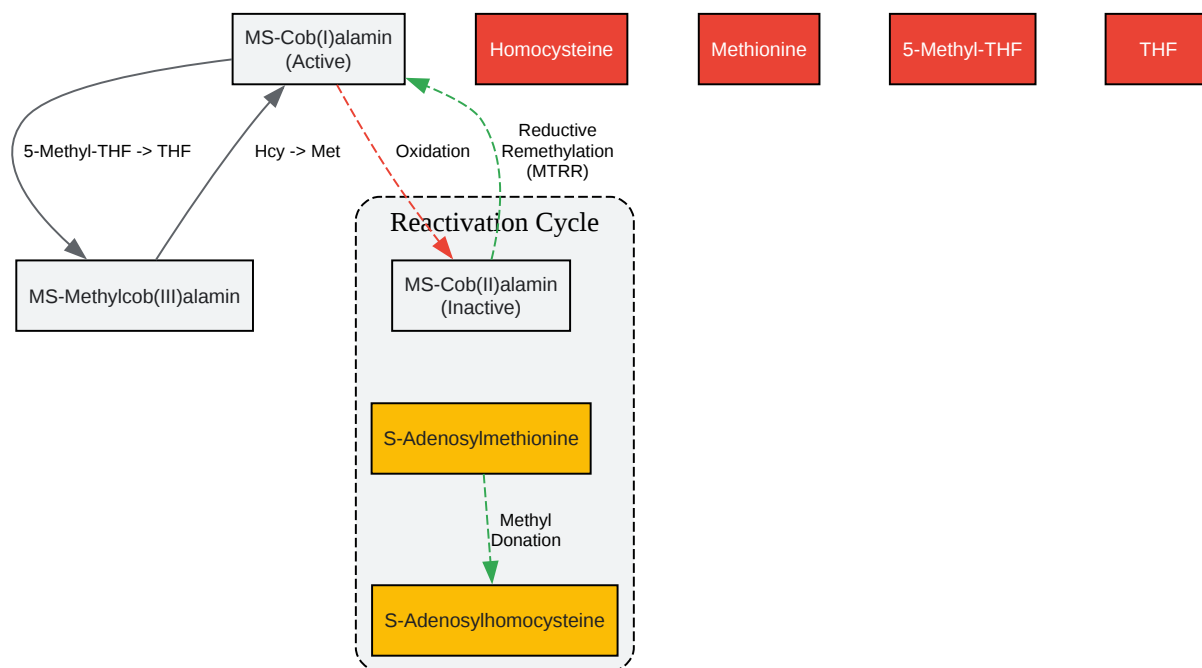 MS-Cob(I)alamin
(Active)
Homocysteine
Methionine
5-Methyl-THF
THF
5-Methyl-THF -> THF
Hcy -> Met
Oxidation
Reductive
Remethylation
(MTRR)
Reactivation Cycle
MS-Methylcob(III)alamin
MS-Cob(II)alamin
(Inactive)
S-Adenosylmethionine
Methyl
Donation
S-Adenosylhomocysteine